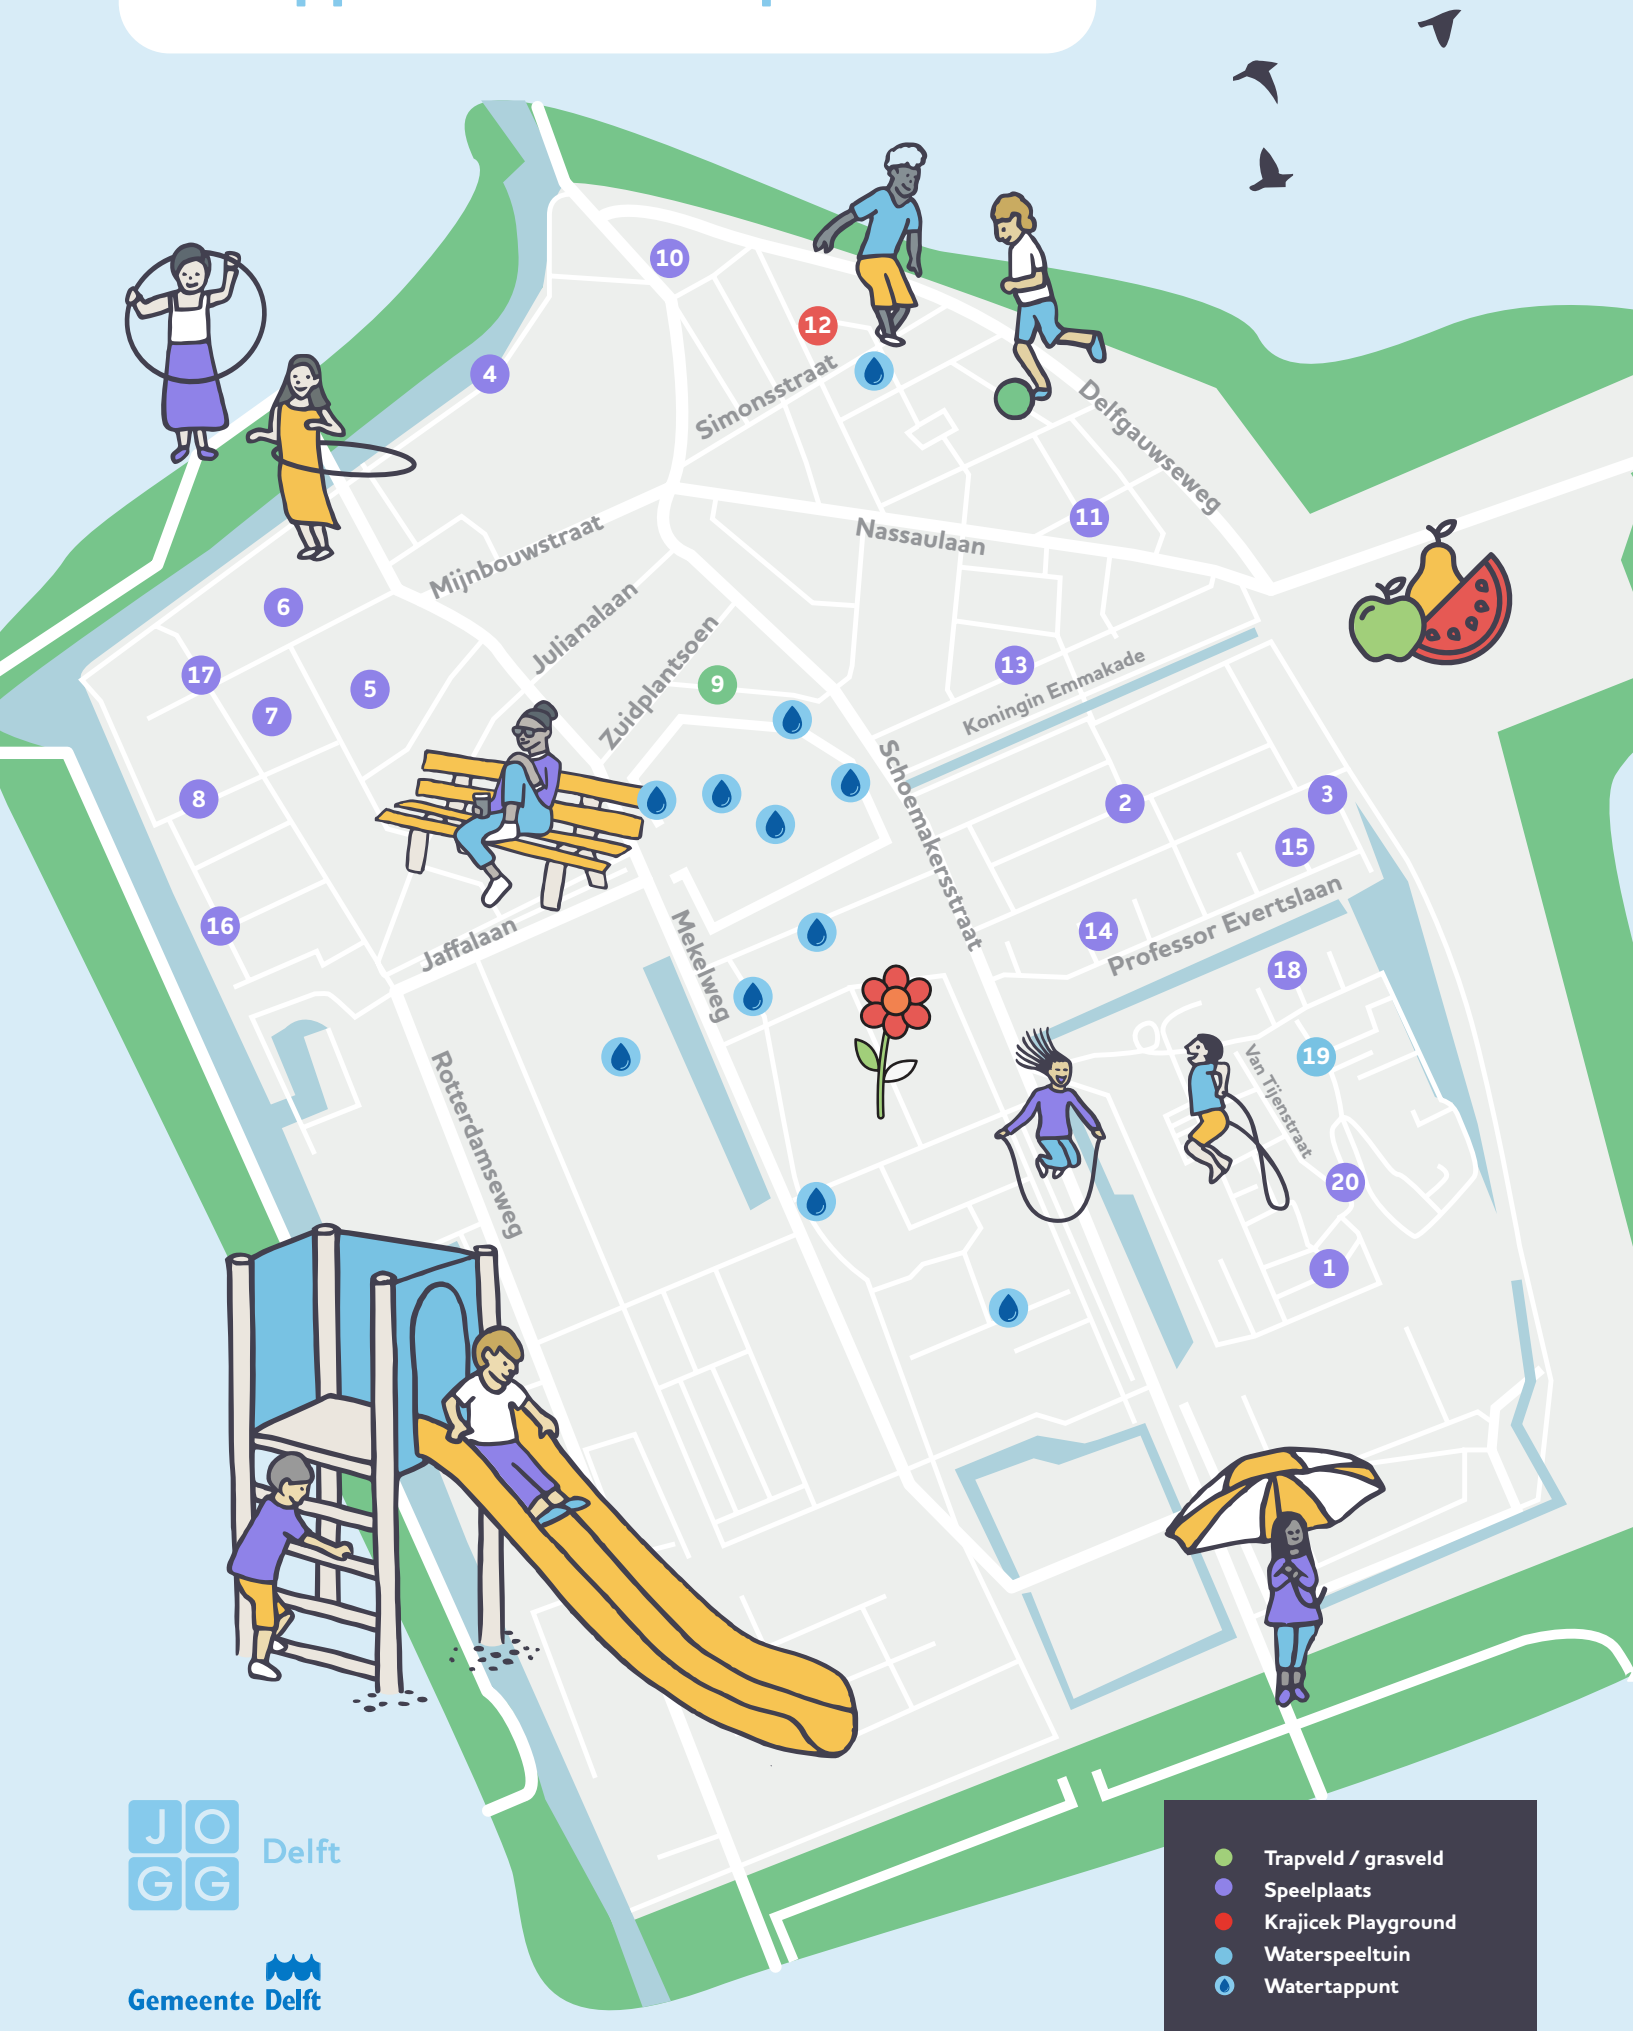 10
12
4
Simonsstraat
Delfgauwseweg
11
Nassaulaan
Mijnbouwstraat
6
Julianalaan
Zuidplantsoen
17
5
9
13
Koningin Emmakade
7
8
Schoemakersstraat
2
3
15
16
Jaffalaan
Mekelweg
14
Professor Evertslaan
18
19
Van Tijenstraat
Rotterdamseweg
20
1
JO
GG
Delft
Gemeente Delft
Trapveld / grasveld
Speelplaats
Krajicek Playground
Waterspeeltuin
Watertappunt